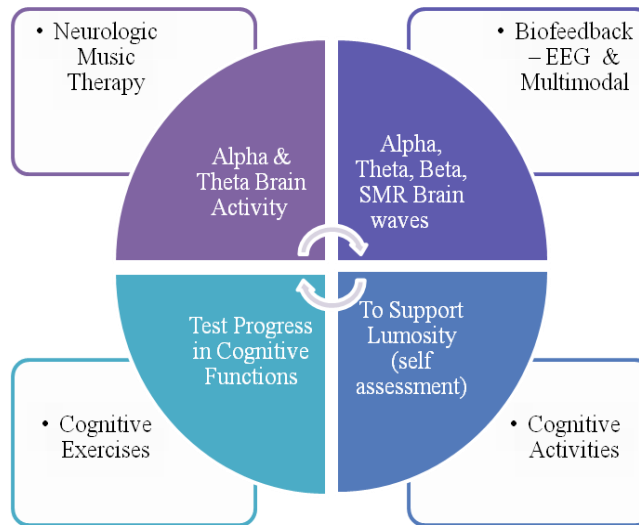 • Neurologic
Music
Therapy
• Biofeedback
– EEG & 
Multimodal
Alpha &
Theta Brain
Activity
Alpha,
Theta, Beta,
SMR Brain
waves
Test Progress
in Cognitive
Functions
To Support
Lumosity
(self
assessment)
• Cognitive
Exercises
• Cognitive
Activities